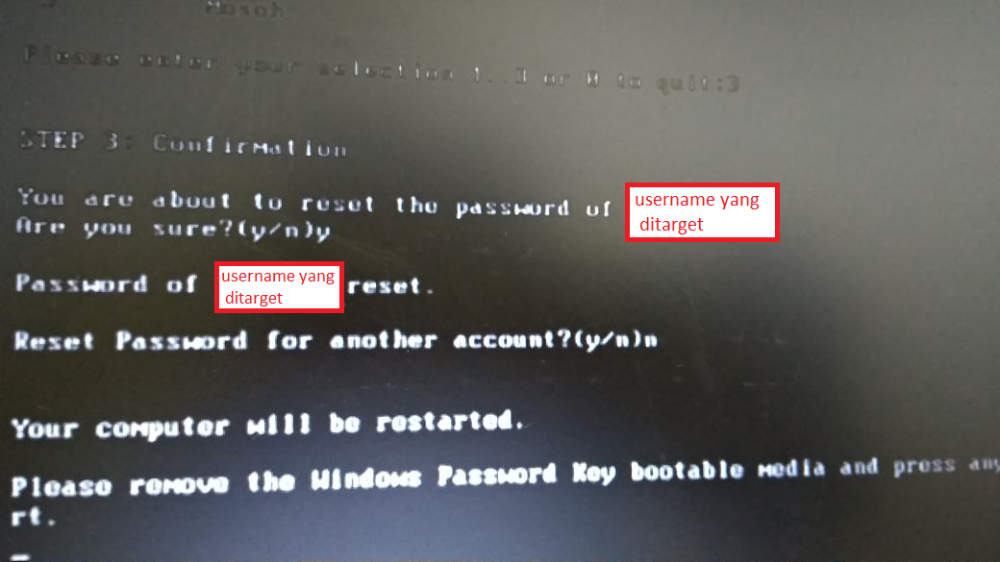 Mosoh
Please enter your selection 1..3 or 0 to quit:3
STEP 3: Confirmation
You are about to reset the password of username yang ditarget
Are you sure?(y/n)y
Password of username yang ditarget reset.
Reset Password for another account?(y/n)n
Your computer will be restarted.
Please remove the Windows Password Key bootable media and press any
rt.